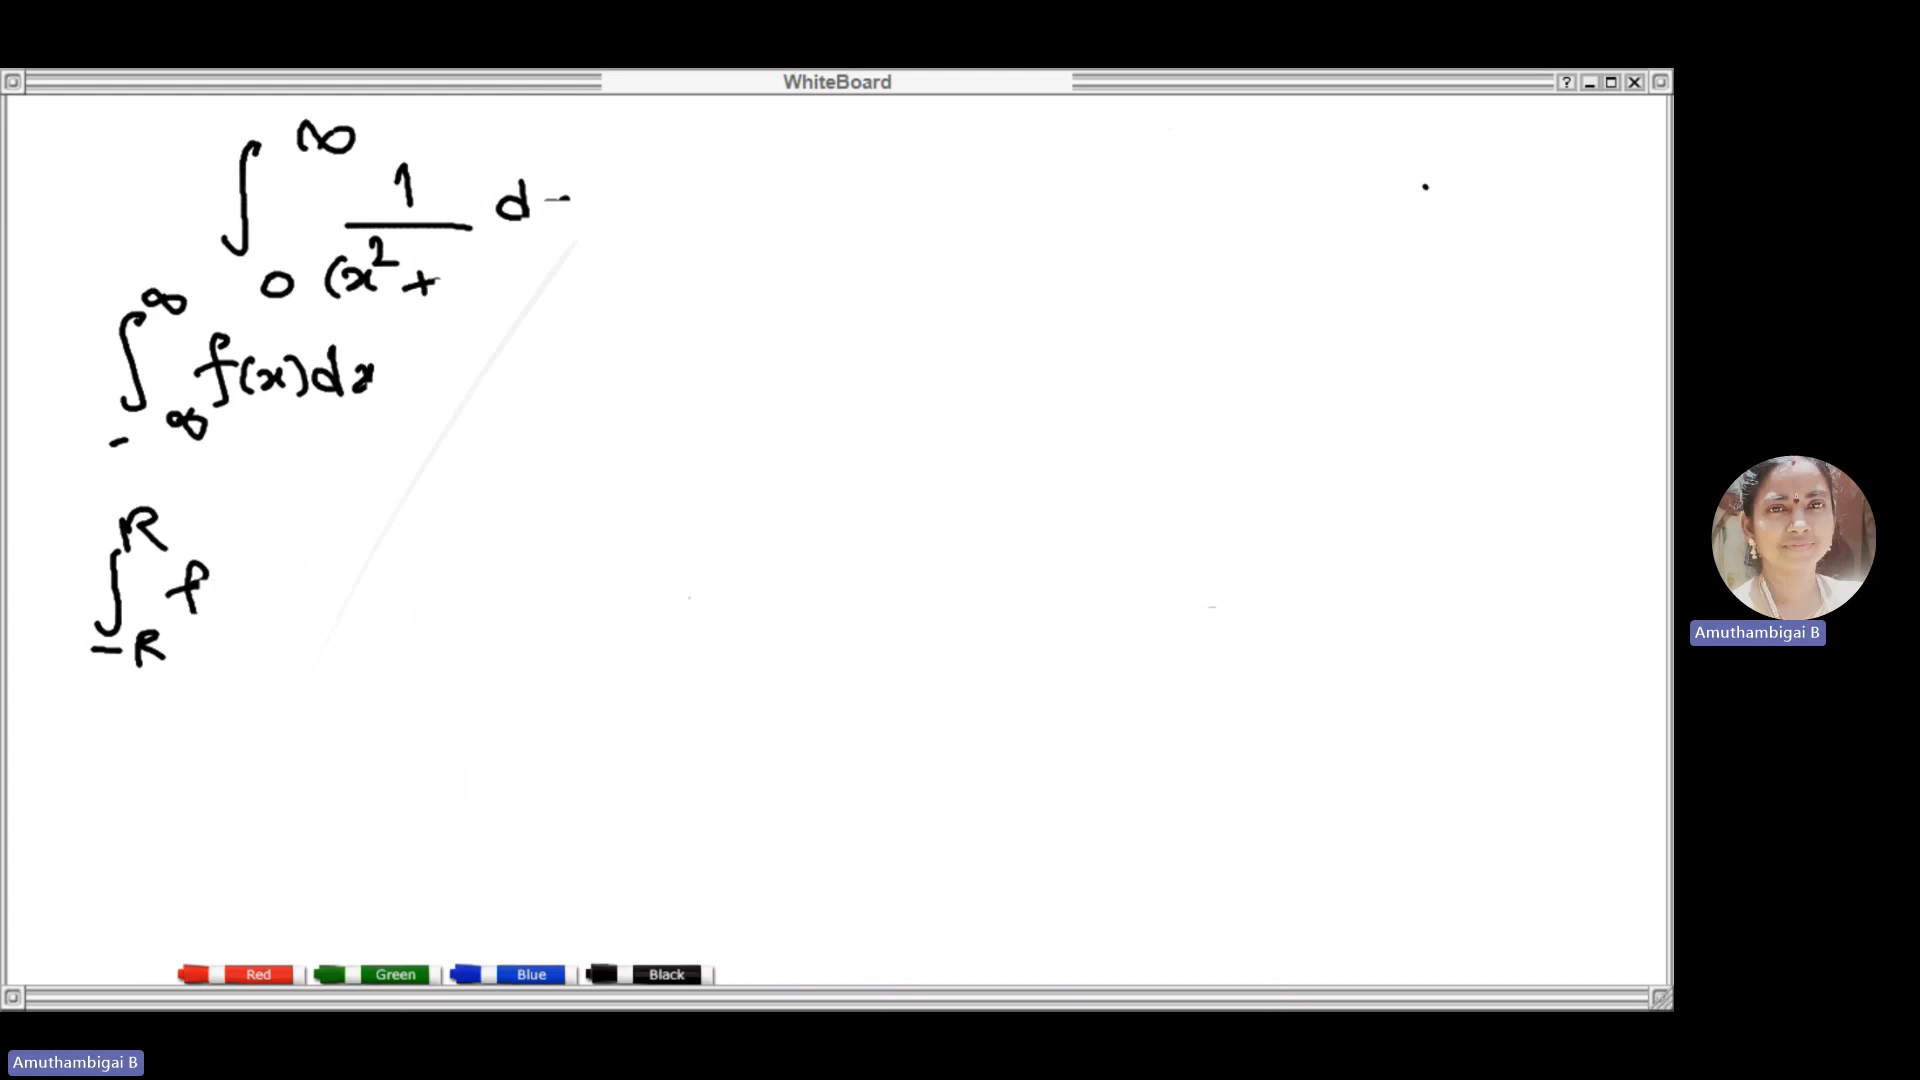 WhiteBoard
∫₀^∞ 1/(x² + d-
∫_{-∞}^∞ f(x)dx
∫_{-R}^R f
Red Green Blue Black
Amuthambigai B
Amuthambigai B